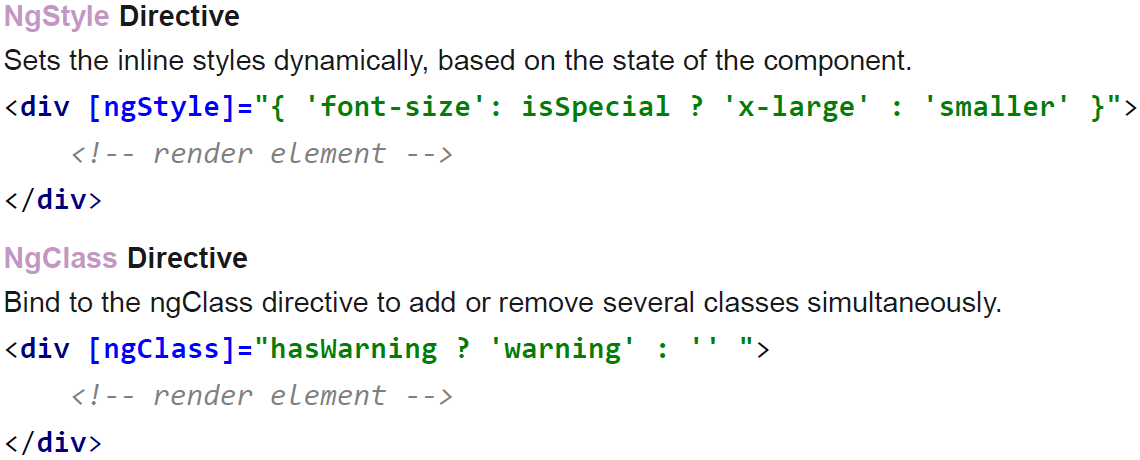 NgStyle Directive
Sets the inline styles dynamically, based on the state of the component.
<div [ngStyle]="{ 'font-size': isSpecial ? 'x-large' : 'smaller' }">
    <!-- render element -->
</div>
NgClass Directive
Bind to the ngClass directive to add or remove several classes simultaneously.
<div [ngClass]="hasWarning ? 'warning' : '' ">
    <!-- render element -->
</div>